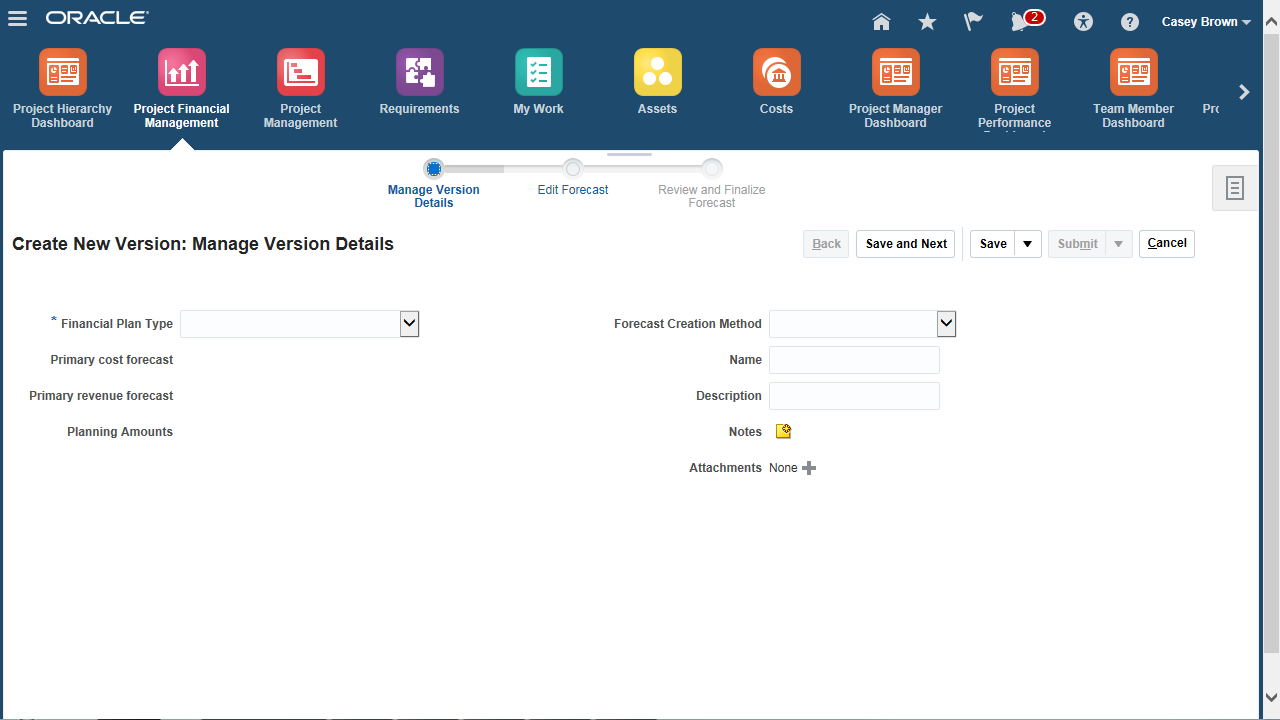 ORACLE
2
Casey Brown
Project Hierarchy
Dashboard
Project Financial
Management
Project
Management
Requirements
My Work
Assets
Costs
Project Manager
Dashboard
Project
Performance
Team Member
Dashboard
Manage Version
Details
Edit Forecast
Review and Finalize
Forecast
Create New Version: Manage Version Details
Back
Save and Next
Save
Submit
Cancel
* Financial Plan Type
Primary cost forecast
Primary revenue forecast
Planning Amounts
Forecast Creation Method
Name
Description
Notes
Attachments None